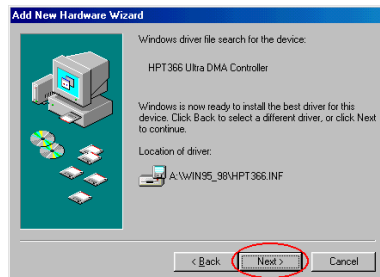 Add New Hardware Wizard
Windows driver file search for the device:
HPT366 Ultra DMA Controller
Windows is now ready to install the best driver for this
device. Click Back to select a different driver, or click Next
to continue.
Location of driver:
A:\WIN95_98\HPT366.INF
< Back
Next >
Cancel